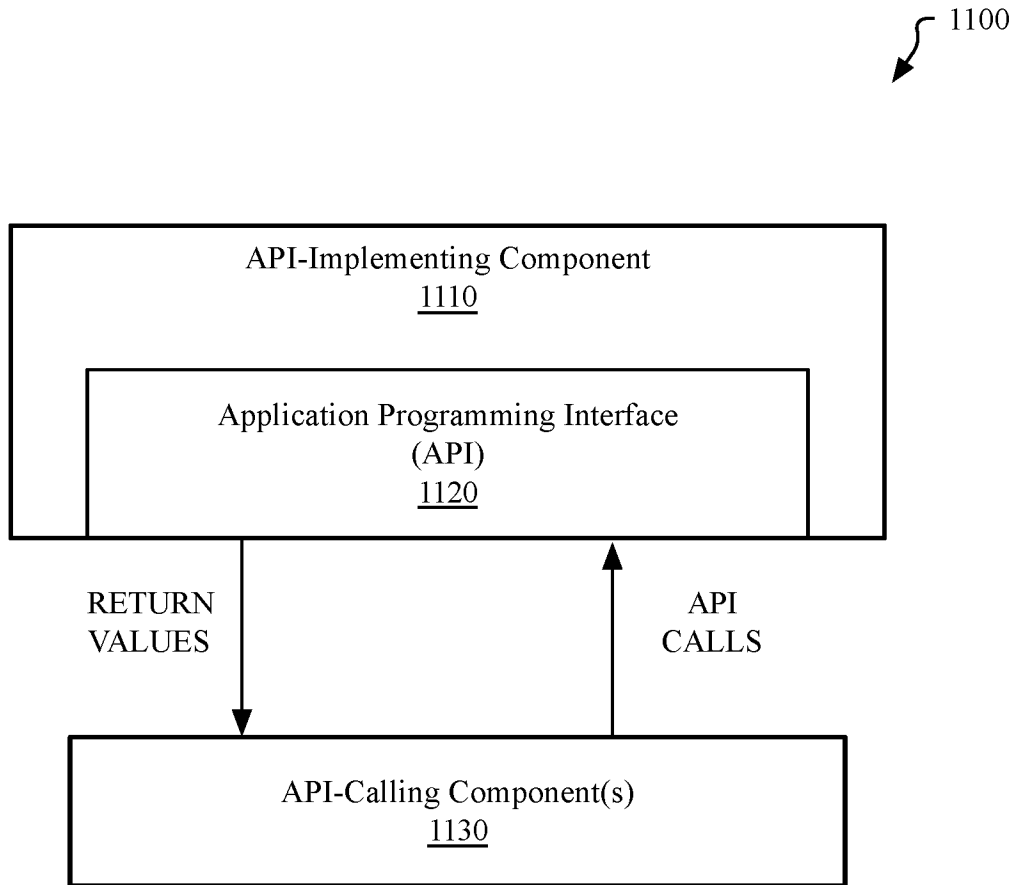 1100
API-Implementing Component
1110
Application Programming Interface
(API)
1120
RETURN
VALUES
API
CALLS
API-Calling Component(s)
1130